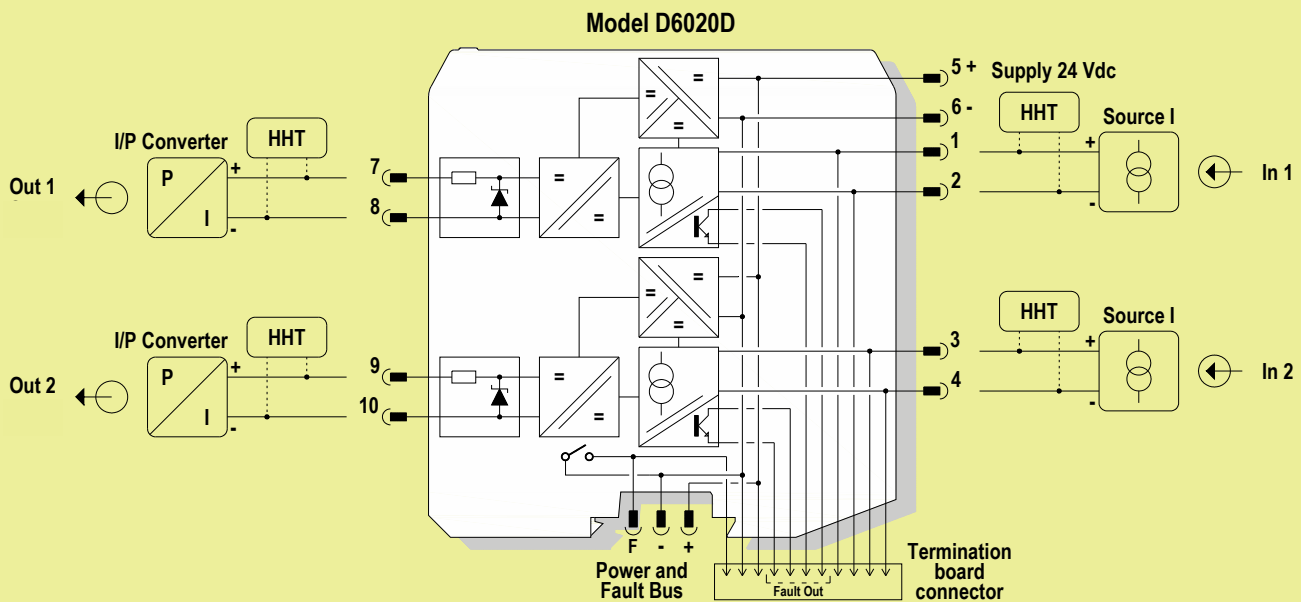 Model D6020D
5 + Supply 24 Vdc
6 -
HHT
Source I
I/P Converter
HHT
1
+
P
+
7
=
=
=
In 1
Out 1
2
I
-
8
=
=
-
HHT
Source I
I/P Converter
HHT
3
+
P
+
9
=
=
=
In 2
Out 2
4
I
-
10
=
=
-
F - +
Power and
Fault Bus
Fault Out
Termination
board
connector